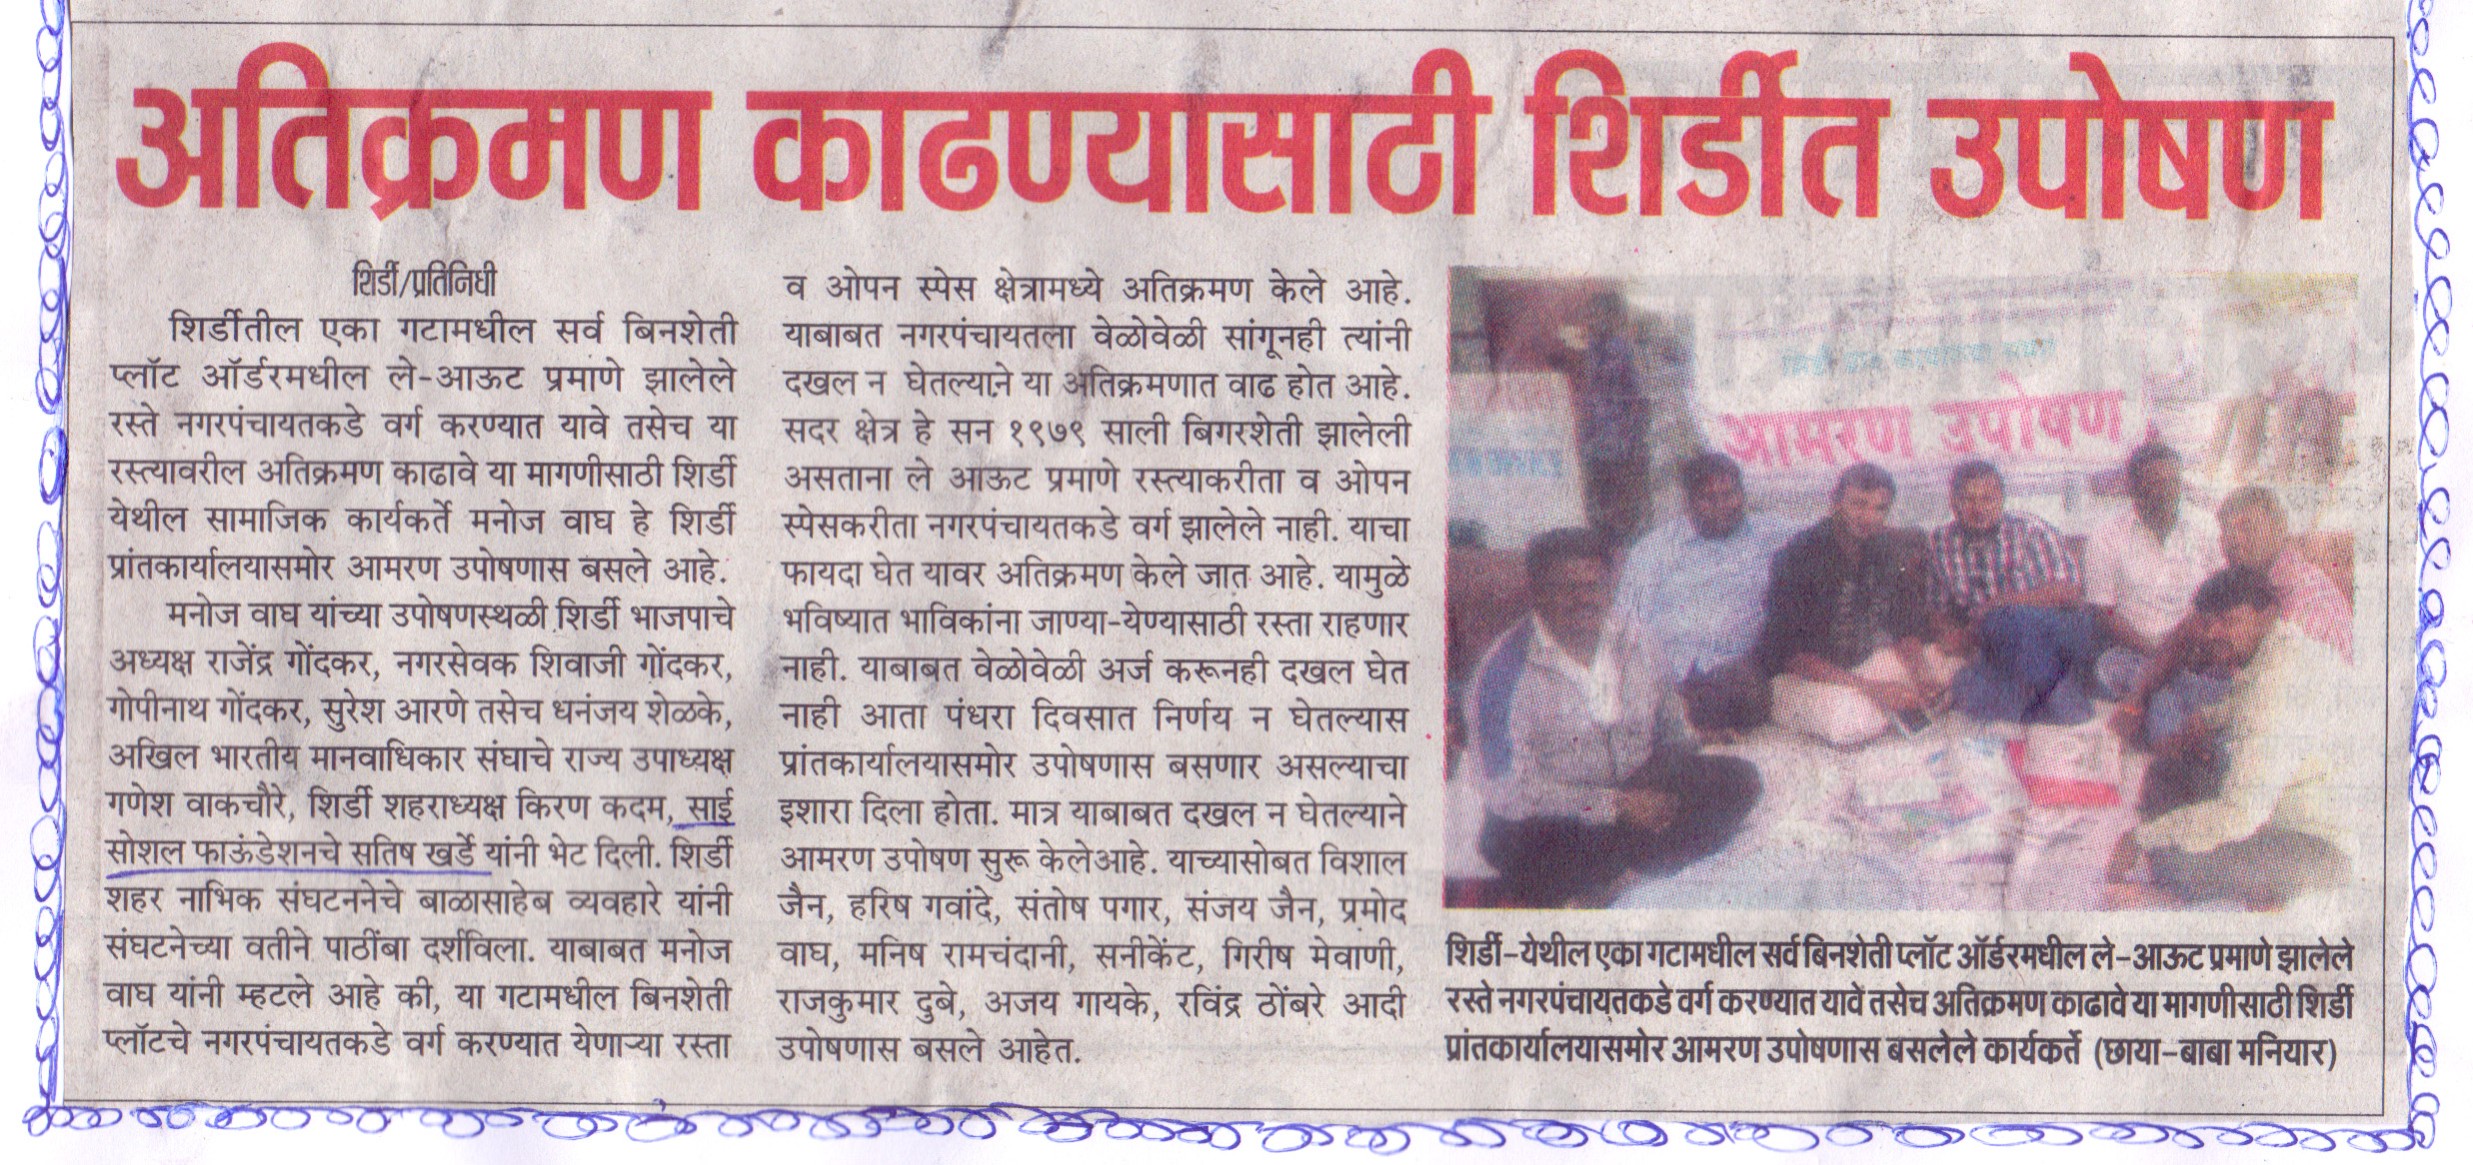 अतिक्रमण काढण्यासाठी शिर्डीत उपोषण
शिर्डी/प्रतिनिधी
शिर्डीतील एका गटामधील सर्व बिनशेती
प्लॉट ऑर्डरमधील ले-आऊट प्रमाणे झालेले
रस्ते नगरपंचायतकडे वर्ग करण्यात यावे तसेच या
रस्त्यावरील अतिक्रमण काढावे या मागणीसाठी शिर्डी
येथील सामाजिक कार्यकर्ते मनोज वाघ हे शिर्डी
प्रांतकार्यालयासमोर आमरण उपोषणास बसले आहे.
मनोज वाघ यांच्या उपोषणस्थळी शिर्डी भाजपाचे
अध्यक्ष राजेंद्र गोंदकर, नगरसेवक शिवाजी गोंदकर,
गोपीनाथ गोंदकर, सुरेश आरणे तसेच धनंजय शेळके,
अखिल भारतीय मानवाधिकार संघाचे राज्य उपाध्यक्ष
गणेश वाकचौरे, शिर्डी शहराध्यक्ष किरण कदम, साई
सोशल फाऊंडेशनचे सतिष खर्डे यांनी भेट दिली. शिर्डी
शहर नाभिक संघटननेचे बाळासाहेब व्यवहारे यांनी
संघटनेच्या वतीने पाठींबा दर्शविला. याबाबत मनोज
वाघ यांनी म्हटले आहे की, या गटामधील बिनशेती
प्लॉटचे नगरपंचायतकडे वर्ग करण्यात येणाऱ्या रस्ता
व ओपन स्पेस क्षेत्रामध्ये अतिक्रमण केले आहे.
याबाबत नगरपंचायतला वेळोवेळी सांगूनही त्यांनी
दखल न घेतल्याने या अतिक्रमणात वाढ होत आहे.
सदर क्षेत्र हे सन १९७९ साली बिगरशेती झालेली
असताना ले आऊट प्रमाणे रस्त्याकरीता व ओपन
स्पेसकरीता नगरपंचायतकडे वर्ग झालेले नाही. याचा
फायदा घेत यावर अतिक्रमण केले जात आहे. यामुळे
भविष्यात भाविकांना जाण्या-येण्यासाठी रस्ता राहणार
नाही. याबाबत वेळोवेळी अर्ज करूनही दखल घेत
नाही आता पंधरा दिवसात निर्णय न घेतल्यास
प्रांतकार्यालयासमोर उपोषणास बसणार असल्याचा
इशारा दिला होता. मात्र याबाबत दखल न घेतल्याने
आमरण उपोषण सुरू केलेआहे. याच्यासोबत विशाल
जैन, हरिष गवांदे, संतोष पगार, संजय जैन, प्रमोद
वाघ, मनिष रामचंदानी, सनीकेंट, गिरीष मेवाणी,
राजकुमार दुबे, अजय गायके, रविंद्र ठोंबरे आदी
उपोषणास बसले आहेत.
आमरण उपोषण
शिर्डी-येथील एका गटामधील सर्व बिनशेती प्लॉट ऑर्डरमधील ले-आऊट प्रमाणे झालेले
रस्ते नगरपंचायतकडे वर्ग करण्यात यावे तसेच अतिक्रमण काढावे या मागणीसाठी शिर्डी
प्रांतकार्यालयासमोर आमरण उपोषणास बसलेले कार्यकर्ते (छाया-बाबा मनियार)